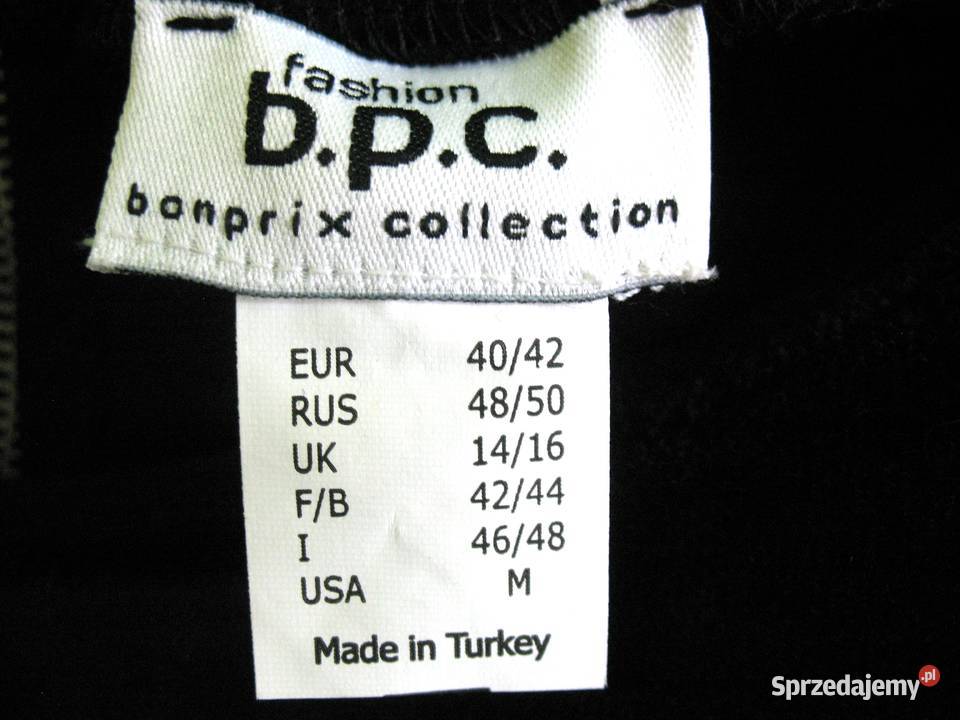 fashion
b.p.c.
bonprix collection
EUR 40/42
RUS 48/50
UK 14/16
F/B 42/44
I 46/48
USA M
Made in Turkey
Sprzedajemy.pl